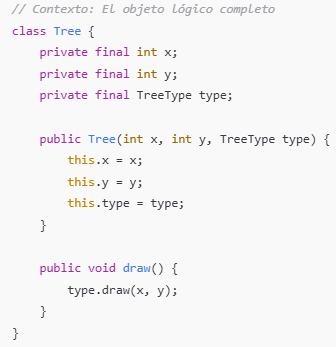 // Contexto: El objeto lógico completo
class Tree {
    private final int x;
    private final int y;
    private final TreeType type;

    public Tree(int x, int y, TreeType type) {
        this.x = x;
        this.y = y;
        this.type = type;
    }

    public void draw() {
        type.draw(x, y);
    }
}